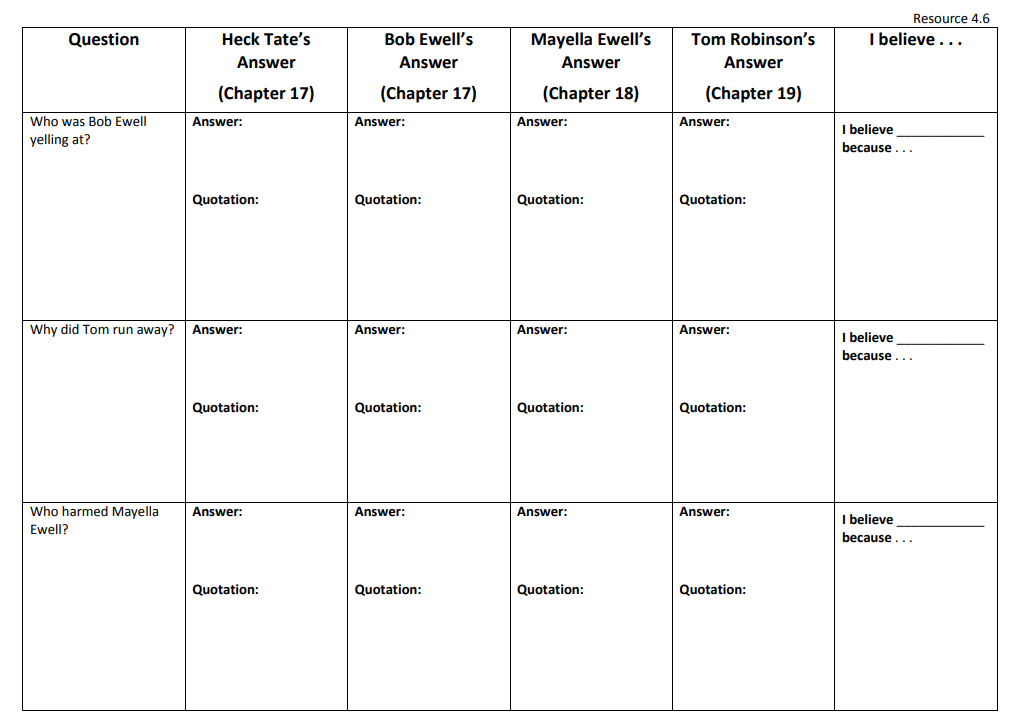 Resource 4.6
Question
Heck Tate’s
Answer
(Chapter 17)
Bob Ewell’s
Answer
(Chapter 17)
Mayella Ewell’s
Answer
(Chapter 18)
Tom Robinson’s
Answer
(Chapter 19)
I believe . . .
Who was Bob Ewell
yelling at?
Answer:
Quotation:
Answer:
Quotation:
Answer:
Quotation:
Answer:
Quotation:
I believe ____________
because . . .
Why did Tom run away?
Answer:
Quotation:
Answer:
Quotation:
Answer:
Quotation:
Answer:
Quotation:
I believe ____________
because . . .
Who harmed Mayella
Ewell?
Answer:
Quotation:
Answer:
Quotation:
Answer:
Quotation:
Answer:
Quotation:
I believe ____________
because . . .